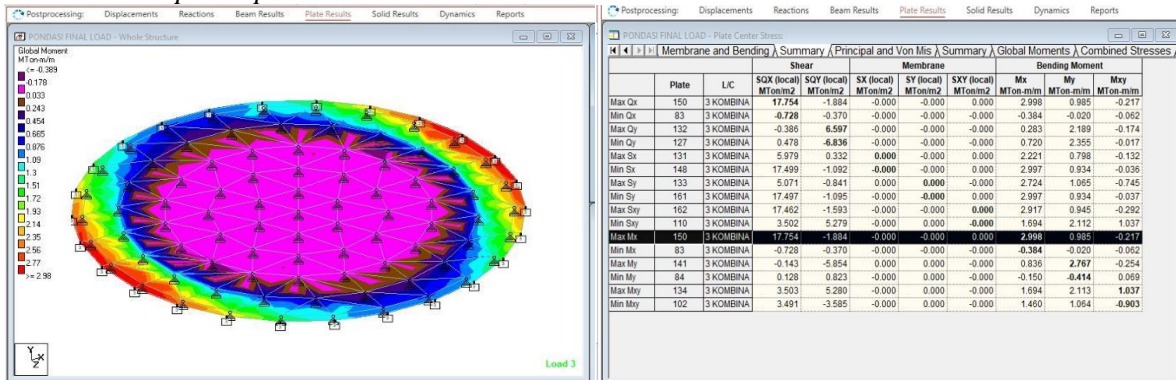 Postprocessing: Displacements Reactions Beam Results Plate Results Solid Results Dynamics Reports
PONDASI FINAL LOAD - Whole Structure
Global Moment
MTon-m/m
<= -0.389
-0.178
0.033
0.243
0.454
0.665
0.876
1.09
1.3
1.51
1.72
1.93
2.14
2.35
2.56
2.77
>= 2.98
Y
X
Z
Load 3
Postprocessing: Displacements Reactions Beam Results Plate Results Solid Results Dynamics Reports
PONDASI FINAL LOAD - Plate Center Stress:
Membrane and Bending Summary Principal and Von Mis Summary Global Moments Combined Stresses
Shear Membrane Bending Moment
Plate L/C SQX (local) MTon/m2 SQY (local) MTon/m2 SX (local) MTon/m2 SY (local) MTon/m2 SXY (local) MTon/m2 Mx MTon-m/m My MTon-m/m Mxy MTon-m/m
Max Qx 150 3 KOMBINA 17.754 -1.884 -0.000 -0.000 0.000 2.998 0.985 -0.217
Min Qx 83 3 KOMBINA -0.728 -0.370 -0.000 -0.000 0.000 -0.384 -0.020 -0.062
Max Qy 132 3 KOMBINA -0.386 6.597 -0.000 -0.000 0.000 0.283 2.189 -0.174
Min Qy 127 3 KOMBINA 0.478 -6.836 -0.000 -0.000 0.000 0.720 2.355 -0.017
Max Sx 131 3 KOMBINA 5.979 0.332 0.000 -0.000 -0.000 2.221 0.798 -0.132
Min Sx 148 3 KOMBINA 17.499 -1.092 -0.000 -0.000 0.000 2.997 0.934 -0.036
Max Sy 133 3 KOMBINA 5.071 -0.841 0.000 0.000 -0.000 2.724 1.065 -0.745
Min Sy 161 3 KOMBINA 17.497 -1.095 -0.000 -0.000 0.000 2.997 0.934 -0.037
Max Sxy 162 3 KOMBINA 17.462 -1.593 -0.000 -0.000 0.000 2.917 0.945 -0.292
Min Sxy 110 3 KOMBINA 3.502 5.279 -0.000 0.000 -0.000 1.694 2.112 1.037
Max Mx 150 3 KOMBINA 17.754 -1.884 -0.000 -0.000 0.000 2.998 0.985 -0.217
Min Mx 83 3 KOMBINA -0.728 -0.370 -0.000 -0.000 0.000 -0.384 -0.020 -0.062
Max My 141 3 KOMBINA -0.143 -5.854 0.000 0.000 -0.000 0.836 2.767 -0.254
Min My 84 3 KOMBINA 0.128 0.823 -0.000 0.000 -0.000 -0.150 -0.414 0.069
Max Mxy 134 3 KOMBINA 3.503 5.280 -0.000 0.000 -0.000 1.694 2.113 1.037
Min Mxy 102 3 KOMBINA 3.491 -3.585 -0.000 0.000 -0.000 1.460 1.064 -0.903